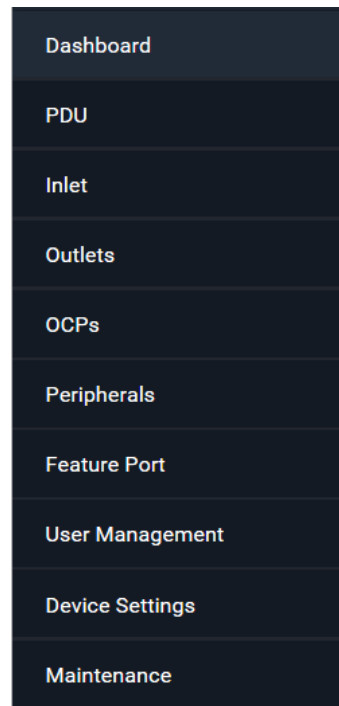 Dashboard
PDU
Inlet
Outlets
OCPs
Peripherals
Feature Port
User Management
Device Settings
Maintenance